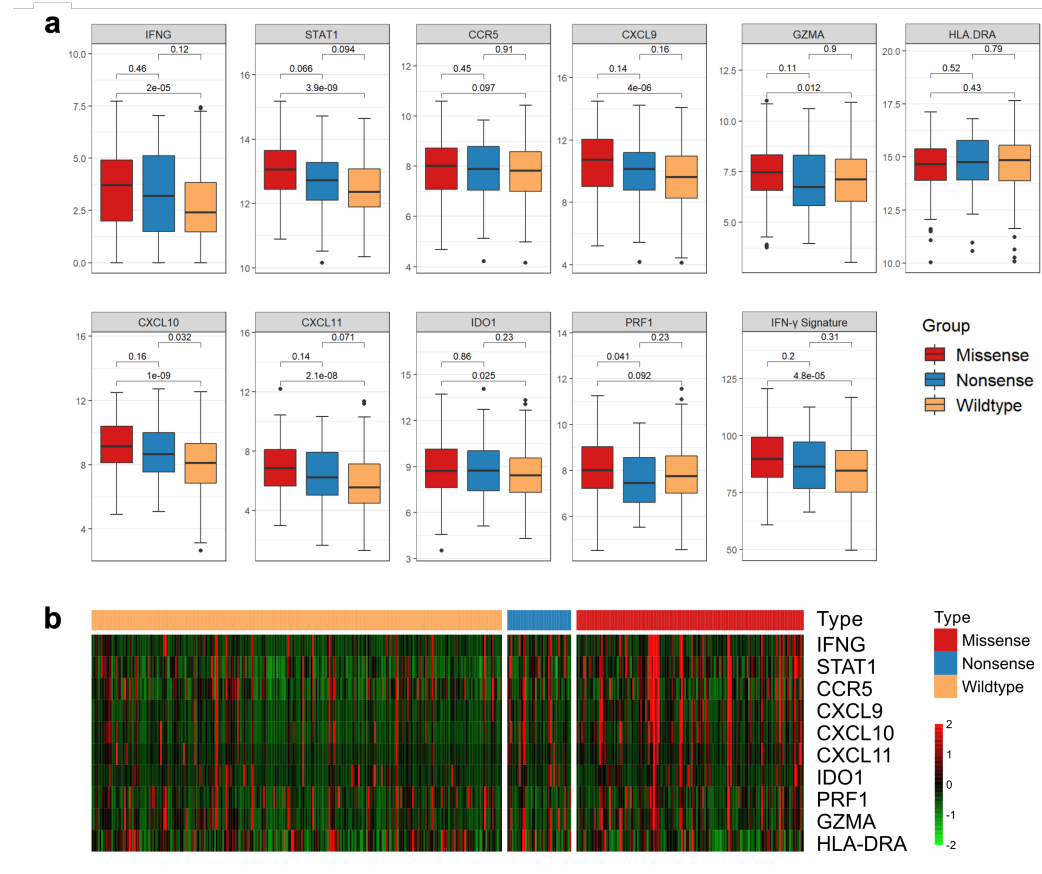 a
IFNG
STAT1
CCR5
CXCL9
GZMA
HLA.DRA
0.12
0.46
2e-05
10.0
7.5
5.0
2.5
0.0
0.094
0.066
3.9e-09
16
14
12
10
0.91
0.45
0.097
12
10
8
6
4
0.16
0.14
4e-06
16
12
8
4
0.9
0.11
0.012
12.5
10.0
7.5
5.0
0.79
0.52
0.43
20.0
17.5
15.0
12.5
10.0
CXCL10
CXCL11
IDO1
PRF1
IFN-γ Signature
0.032
0.16
1e-09
16
12
8
4
0.071
0.14
2.1e-08
16
12
8
4
0.23
0.86
0.025
15
12
9
6
3
0.23
0.041
0.092
14
12
10
8
6
0.31
0.2
4.8e-05
125
100
75
50
Group
Missense
Nonsense
Wildtype
b
Type
IFNG
STAT1
CCR5
CXCL9
CXCL10
CXCL11
IDO1
PRF1
GZMA
HLA-DRA
Type
Missense
Nonsense
Wildtype
2
1
0
-1
-2